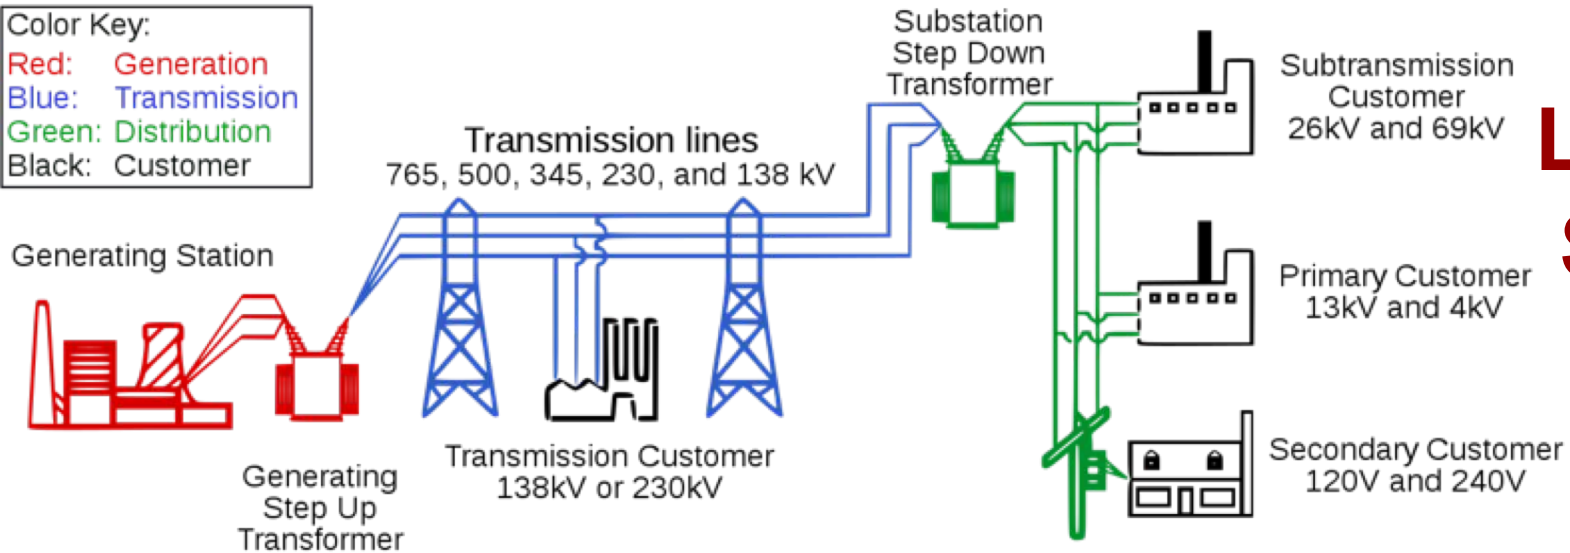 Color Key:
Red: Generation
Blue: Transmission
Green: Distribution
Black: Customer
Substation
Step Down
Transformer
Subtransmission
Customer
26kV and 69kV
L
S
Transmission lines
765, 500, 345, 230, and 138 kV
Generating Station
Primary Customer
13kV and 4kV
Transmission Customer
138kV or 230kV
Secondary Customer
120V and 240V
Generating
Step Up
Transformer